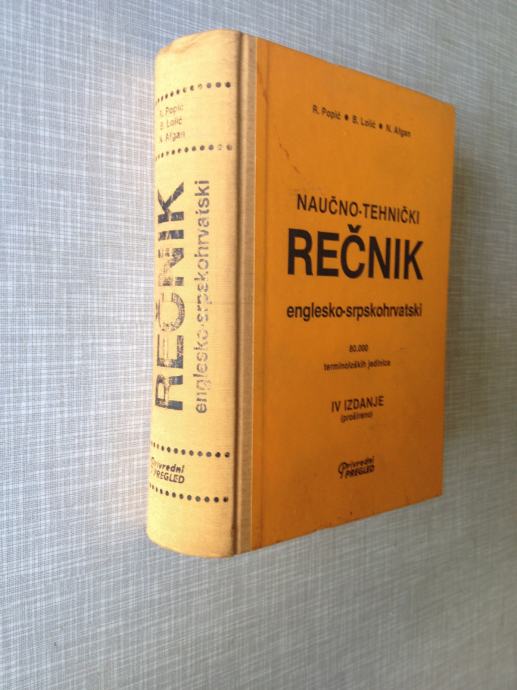 R. Popić
B. Lolić
N. Afgan
REČNIK
englesko-srpskohrvatski
Privredni
PREGLED
R. Popić • B. Lolić • N. Afgan
NAUČNO-TEHNIČKI
REČNIK
englesko-srpskohrvatski
80.000
terminoloških jedinica
IV IZDANJE
(prošireno)
Privredni
PREGLED